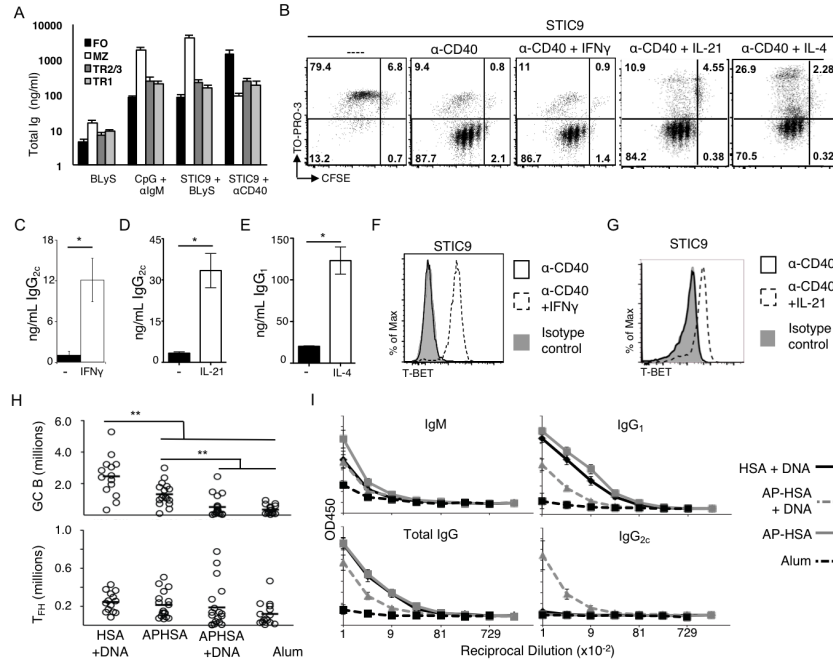 A
10000
1000
100
10
1
Total Ig (ng/ml)
FO
MZ
TR2/3
TR1
BLyS
CpG +
αIgM
STIC9 +
BLyS
STIC9 +
αCD40
B
STIC9
----
α-CD40
α-CD40 + IFNγ
α-CD40 + IL-21
α-CD40 + IL-4
79.4 6.8
13.2 0.7
9.4 0.8
87.7 2.1
11 0.9
86.7 1.4
10.9 4.55
84.2 0.38
26.9 2.28
70.5 0.32
TO-PRO-3
CFSE
C
ng/mL IgG2c
18
12
6
0
*
- IFNγ
D
ng/mL IgG2c
45
30
15
0
*
- IL-21
E
ng/mL IgG1
150
100
50
0
*
- IL-4
F
STIC9
% of Max
T-BET
α-CD40
α-CD40
+IFNγ
Isotype
control
G
STIC9
% of Max
T-BET
α-CD40
α-CD40
+IL-21
Isotype
control
H
GC B (millions)
6.0
4.0
2.0
**
**
TFH (millions)
1.0
0.6
0.2
HSA
+DNA
APHSA
APHSA
+DNA
Alum
I
OD450
IgM
IgG1
Total IgG
IgG2c
1 9 81 729
1 9 81 729
Reciprocal Dilution (x10-2)
HSA + DNA
AP-HSA
+ DNA
AP-HSA
Alum